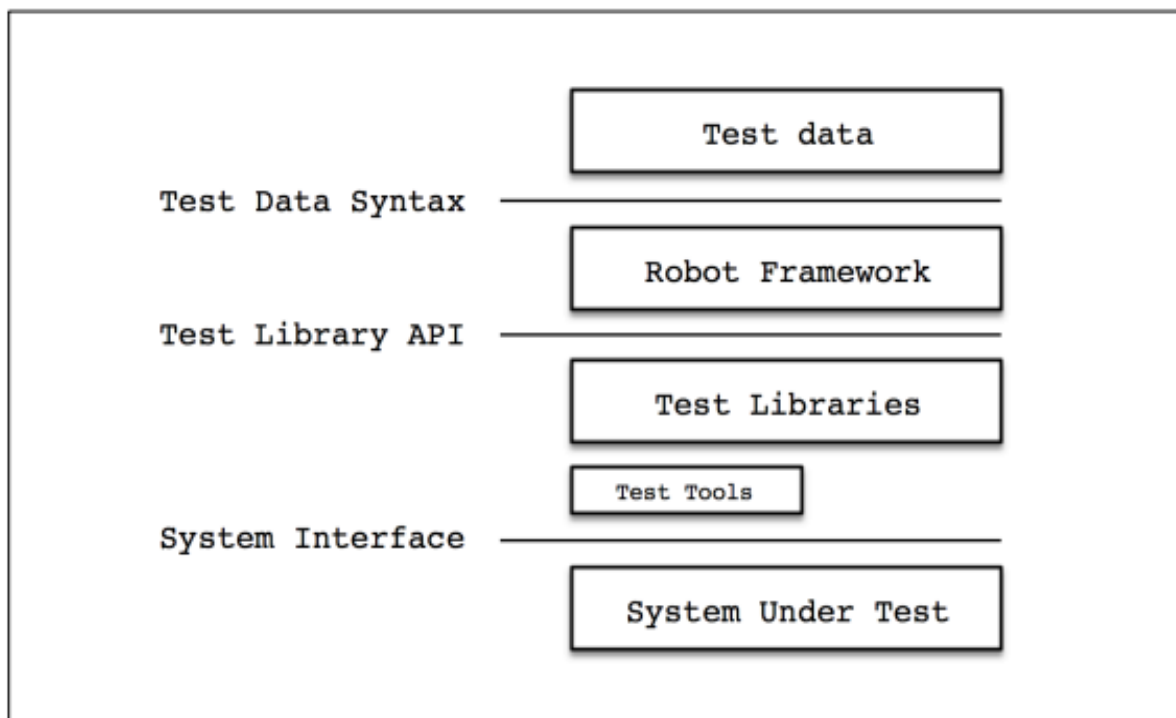 Test data
Test Data Syntax
Robot Framework
Test Library API
Test Libraries
Test Tools
System Interface
System Under Test